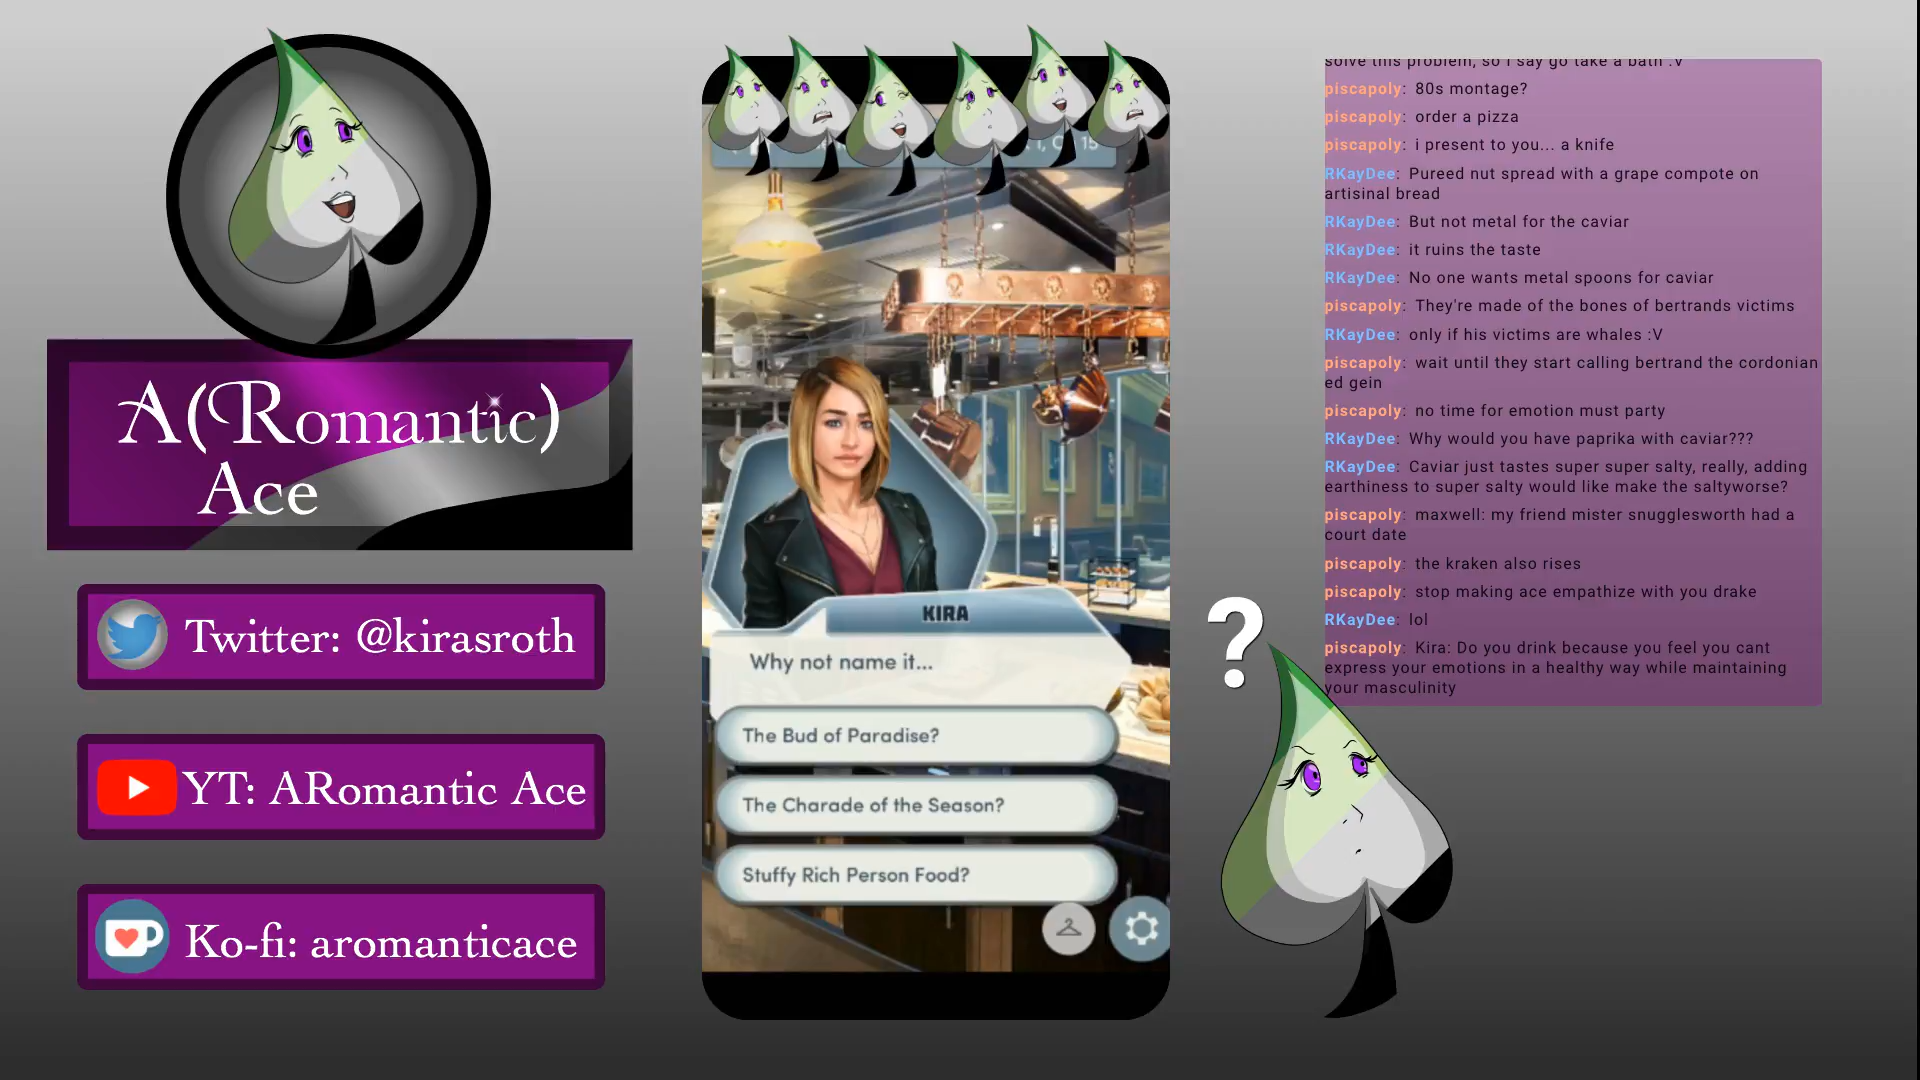 A(Romantic)
Ace
Twitter: @kirasroth
YT: ARomantic Ace
Ko-fi: aromanticace
15
KIRA
Why not name it...
The Bud of Paradise?
The Charade of the Season?
Stuffy Rich Person Food?
solve this problem, so I say go take a bath :V
piscapoly: 80s montage?
piscapoly: order a pizza
piscapoly: i present to you... a knife
RKayDee: Pureed nut spread with a grape compote on
artisinal bread
RKayDee: But not metal for the caviar
RKayDee: it ruins the taste
RKayDee: No one wants metal spoons for caviar
piscapoly: They're made of the bones of bertrands victims
RKayDee: only if his victims are whales :V
piscapoly: wait until they start calling bertrand the cordonian
ed gein
piscapoly: no time for emotion must party
RKayDee: Why would you have paprika with caviar???
RKayDee: Caviar just tastes super super salty, really, adding
earthiness to super salty would like make the saltyworse?
piscapoly: maxwell: my friend mister snugglesworth had a
court date
piscapoly: the kraken also rises
piscapoly: stop making ace empathize with you drake
RKayDee: lol
piscapoly: Kira: Do you drink because you feel you cant
express your emotions in a healthy way while maintaining
your masculinity
?